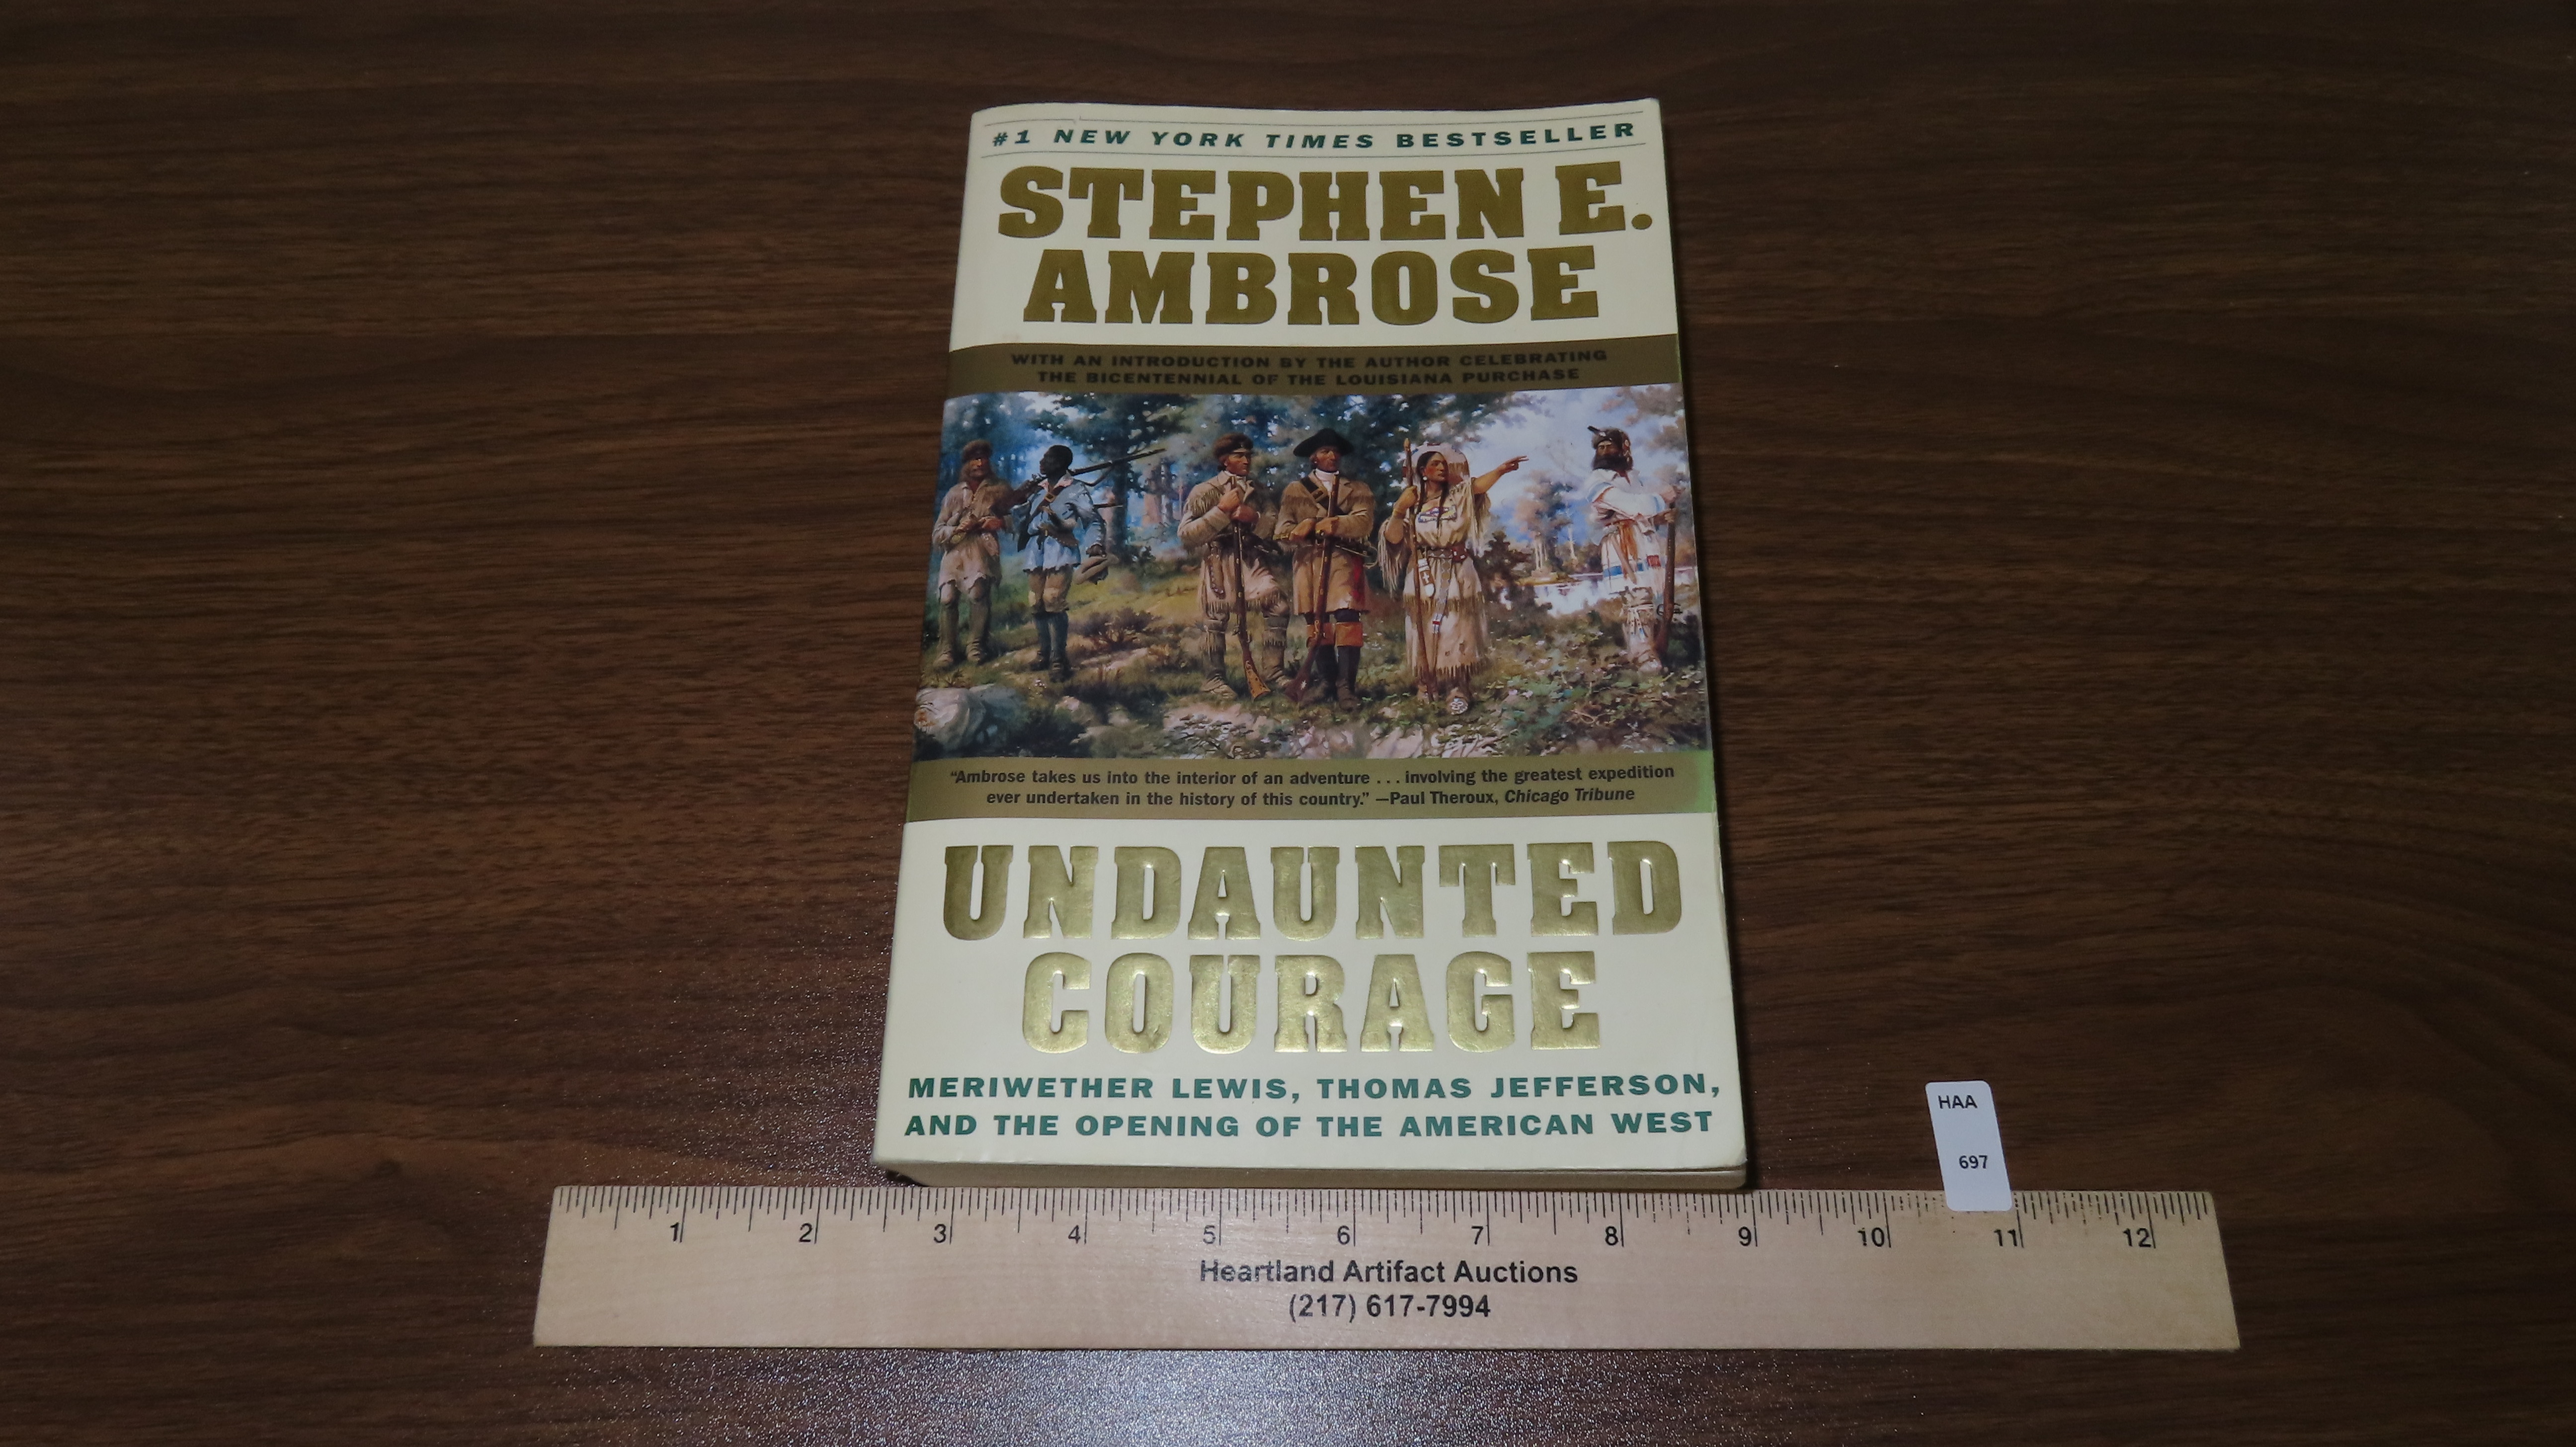 #1 NEW YORK TIMES BESTSELLER
STEPHEN E.
AMBROSE
WITH AN INTRODUCTION BY THE AUTHOR CELEBRATING
THE BICENTENNIAL OF THE LOUISIANA PURCHASE
"Ambrose takes us into the interior of an adventure . . . involving the greatest expedition
ever undertaken in the history of this country." —Paul Theroux, Chicago Tribune
UNDAUNTED
COURAGE
MERIWETHER LEWIS, THOMAS JEFFERSON,
AND THE OPENING OF THE AMERICAN WEST
HAA
697
1 2 3 4 5 6 7 8 9 10 11 12
Heartland Artifact Auctions
(217) 617-7994